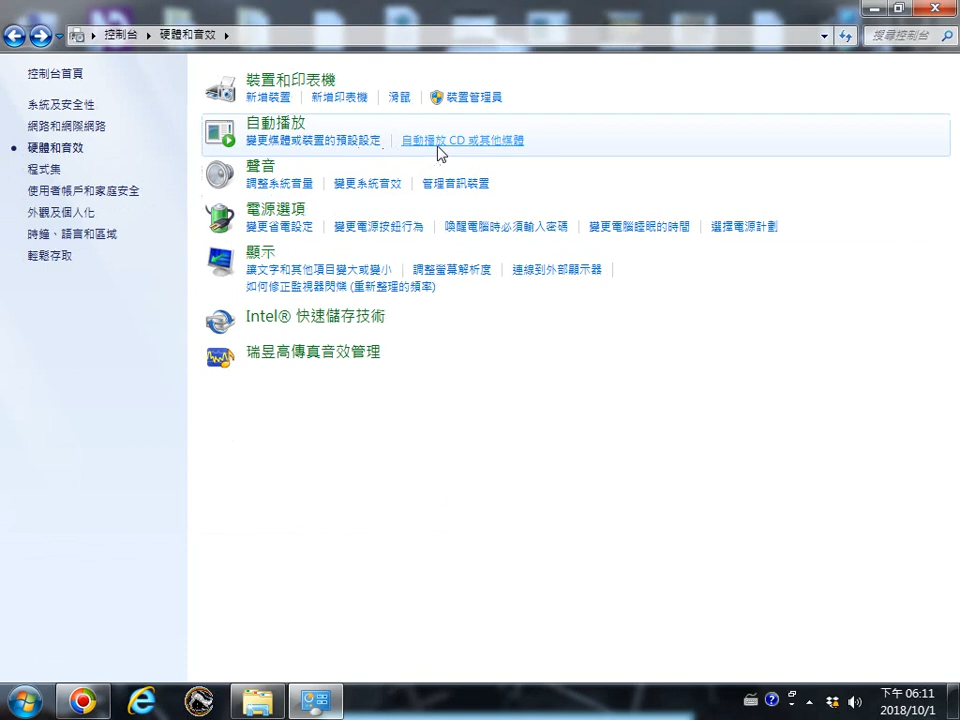 控制台 硬體和音效
搜尋控制台
控制台首頁
系統及安全性
網路和網際網路
硬體和音效
程式集
使用者帳戶和家庭安全
外觀及個人化
時鐘、語言和區域
輕鬆存取
裝置和印表機
新增裝置 新增印表機 滑鼠 裝置管理員
自動播放
變更媒體或裝置的預設設定 自動播放 CD 或其他媒體
聲音
調整系統音量 變更系統音效 管理音訊裝置
電源選項
變更省電設定 變更電源按鈕行為 喚醒電腦時必須輸入密碼 變更電腦睡眠的時間 選擇電源計劃
顯示
讓文字和其他項目變大或變小 調整螢幕解析度 連線到外部顯示器
如何修正監視器閃爍 (重新整理的頻率)
Intel® 快速儲存技術
瑞昱高傳真音效管理
下午 06:11
2018/10/1